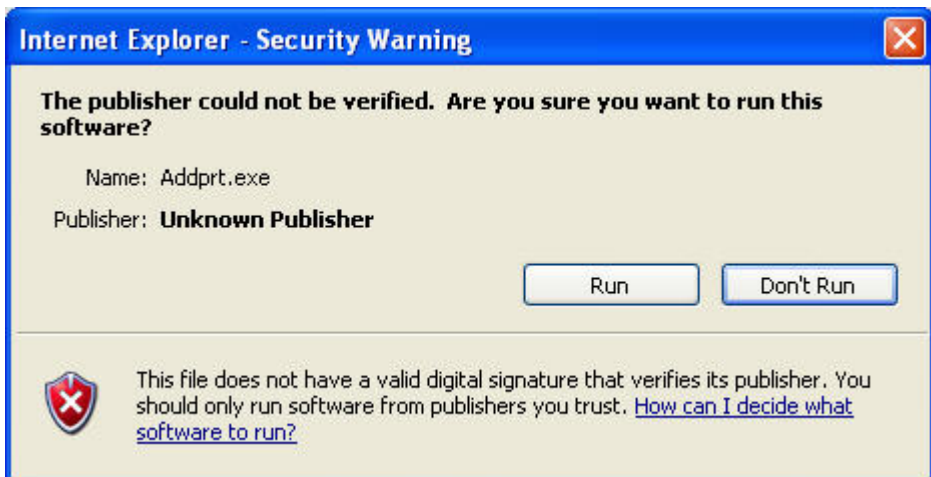 Internet Explorer - Security Warning
The publisher could not be verified. Are you sure you want to run this
software?
Name: Addprt.exe
Publisher: Unknown Publisher
Run Don't Run
This file does not have a valid digital signature that verifies its publisher. You
should only run software from publishers you trust. How can I decide what
software to run?